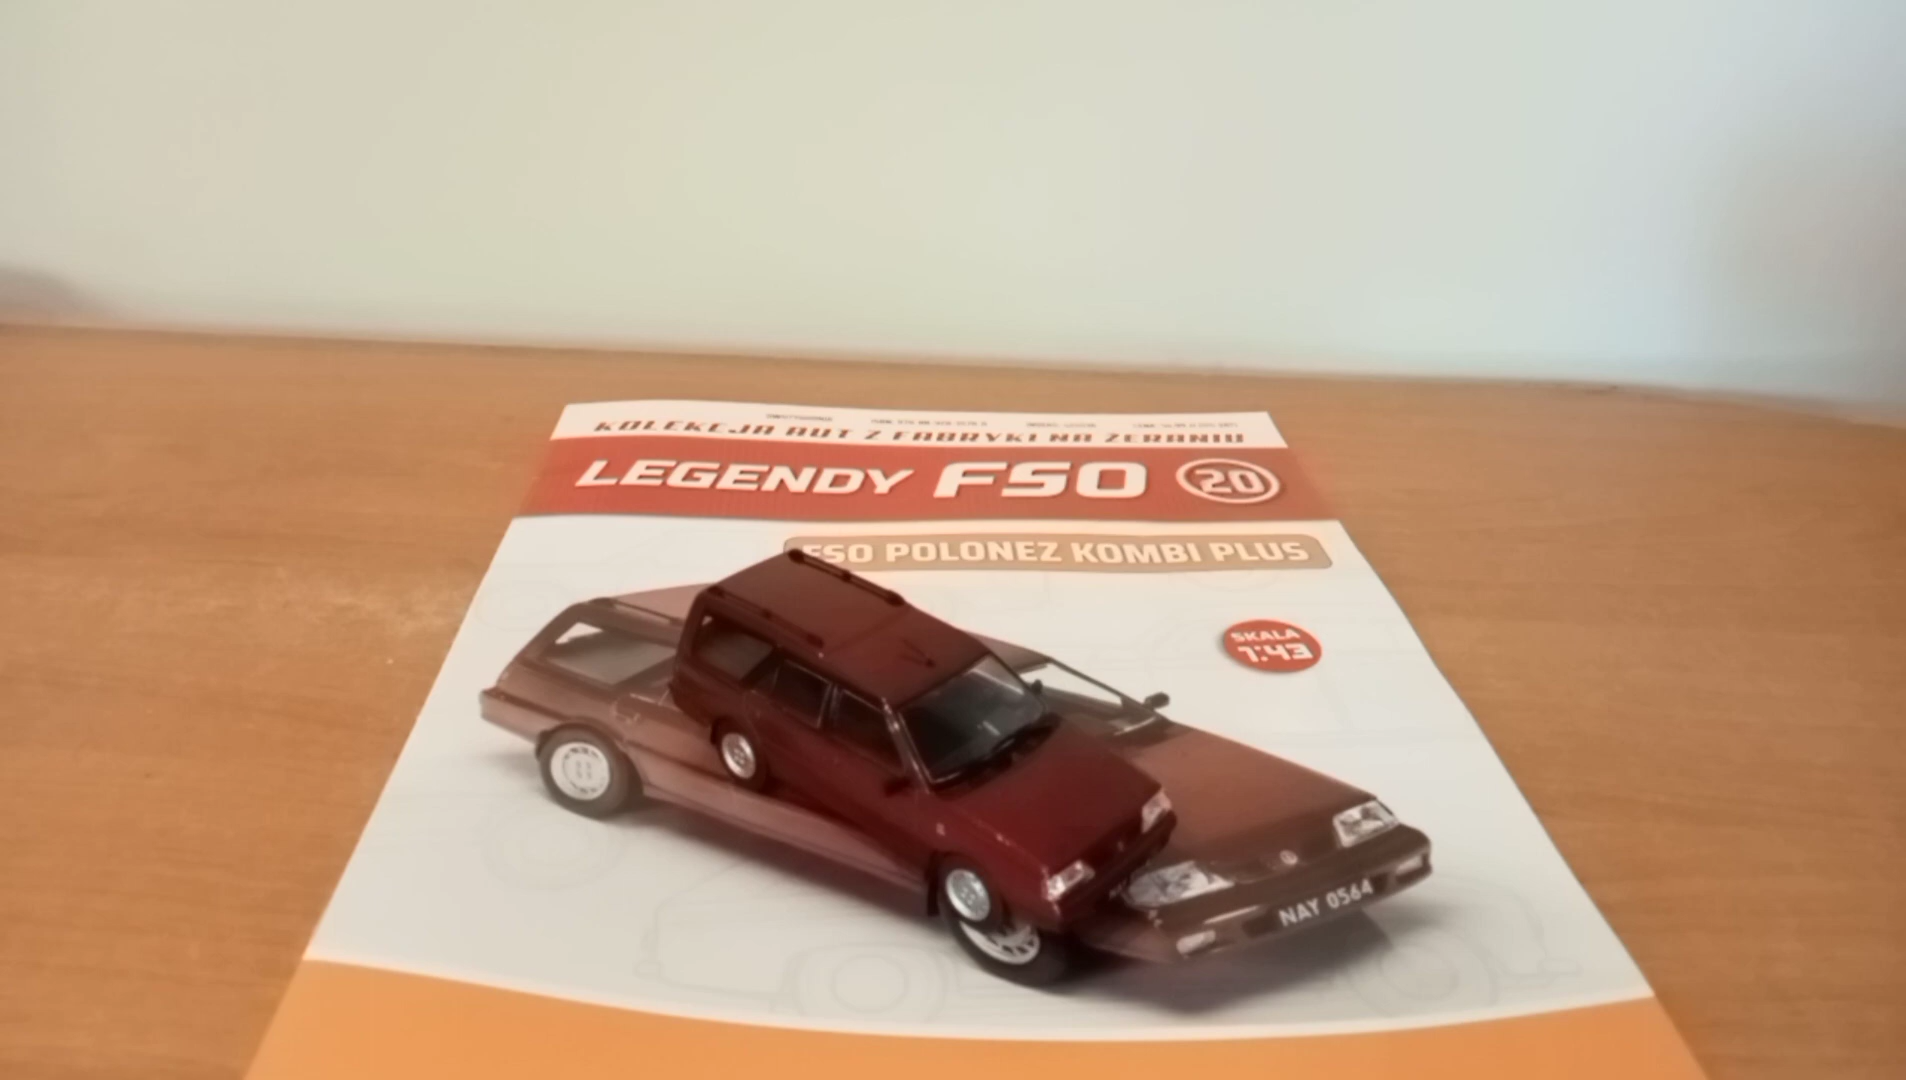 KOLEKCJA AUT Z FABRYKI NA ŻERANIU
LEGENDY FSO 20
FSO POLONEZ KOMBI PLUS
SKALA
1:43
NAY 0564